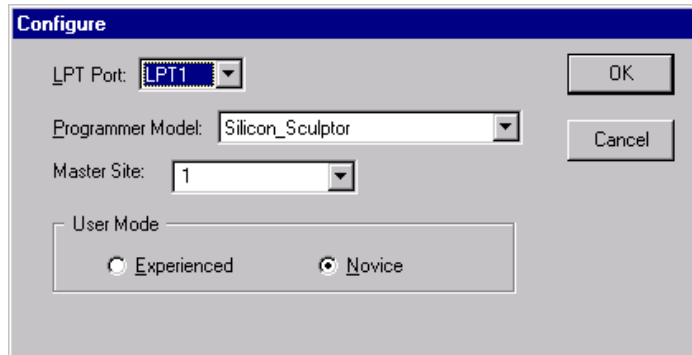 Configure
LPT Port: LPT1
OK
Programmer Model: Silicon_Sculptor
Cancel
Master Site: 1
User Mode
Experienced Novice